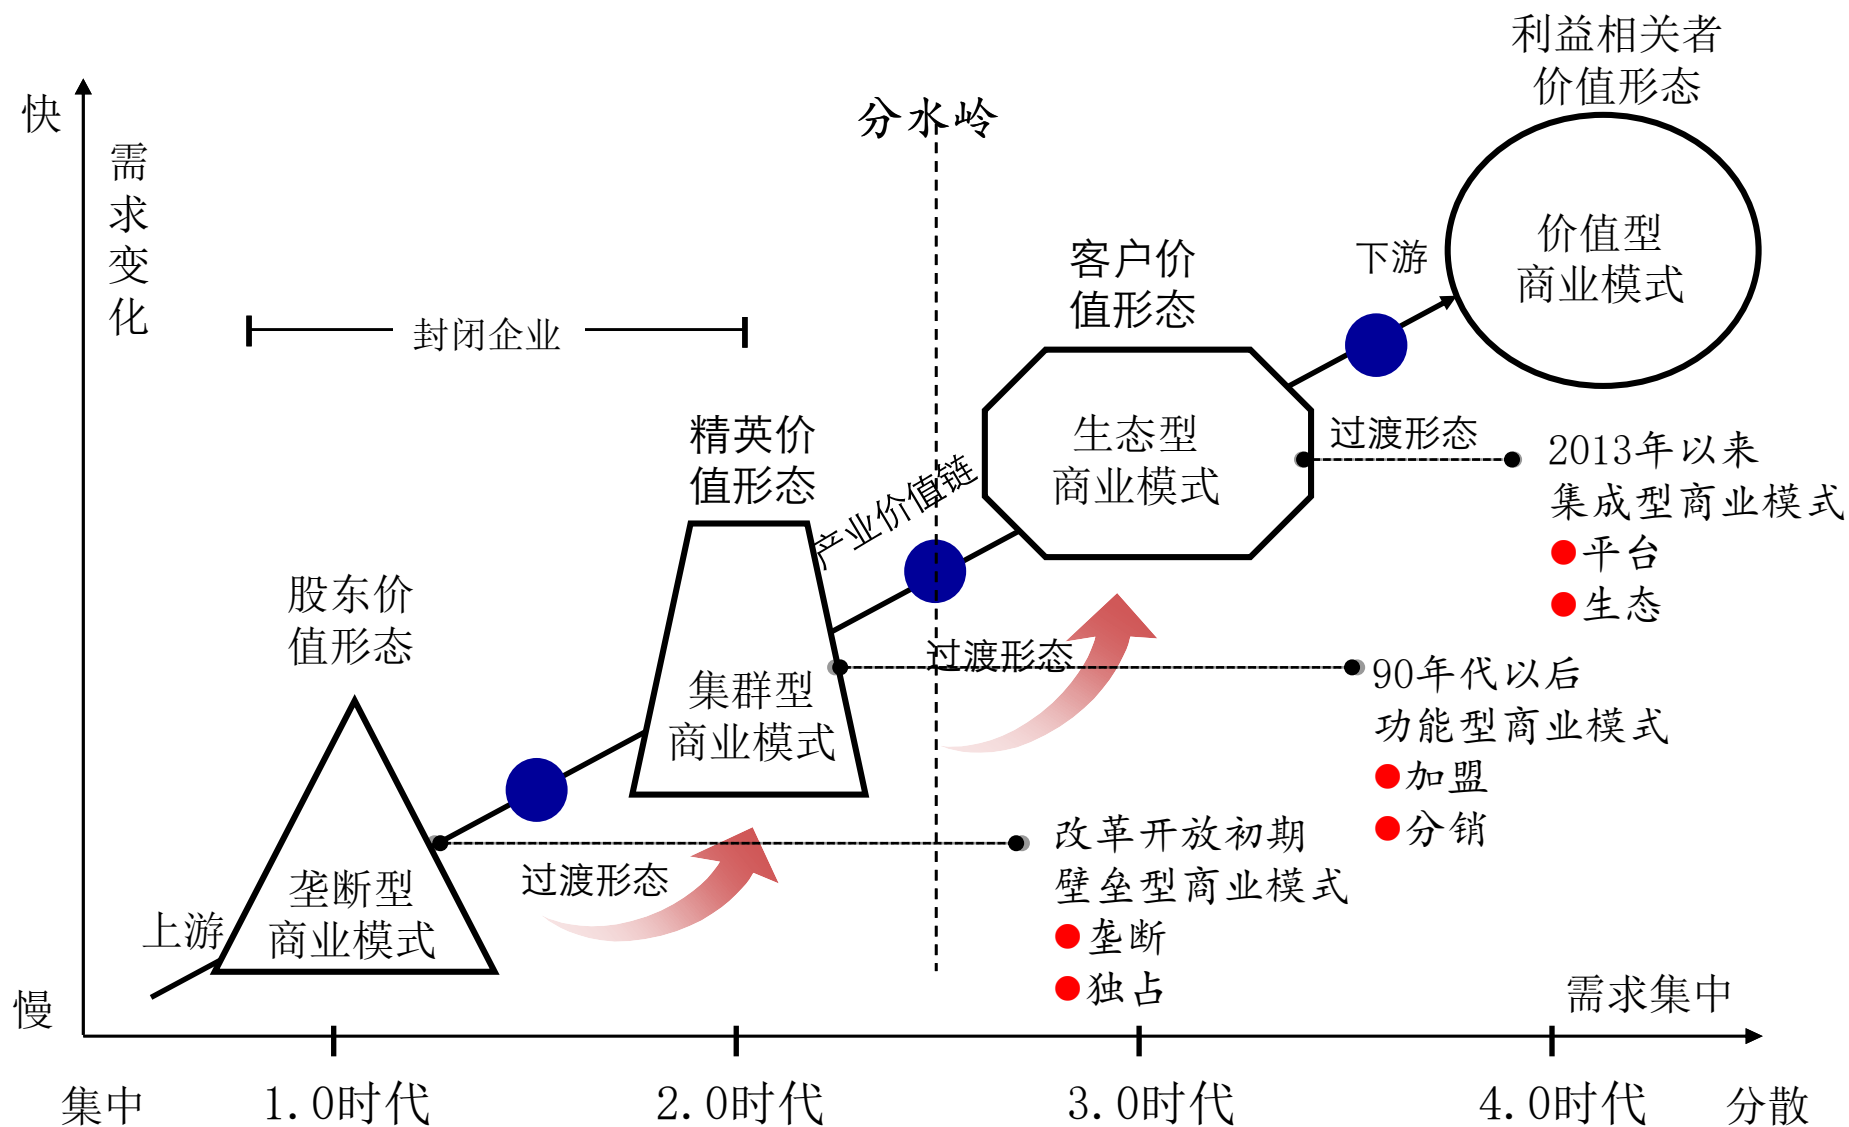 利益相关者
价值形态
快
需求变化
分水岭
价值型
商业模式
客户价
值形态
下游
封闭企业
精英价
值形态
生态型
商业模式
过渡形态
2013年以来
集成型商业模式
平台
生态
产业价值链
股东价
值形态
集群型
商业模式
过渡形态
90年代以后
功能型商业模式
加盟
分销
过渡形态
改革开放初期
壁垒型商业模式
垄断
独占
垄断型
商业模式
上游
慢
需求集中
集中
1.0时代
2.0时代
3.0时代
4.0时代
分散